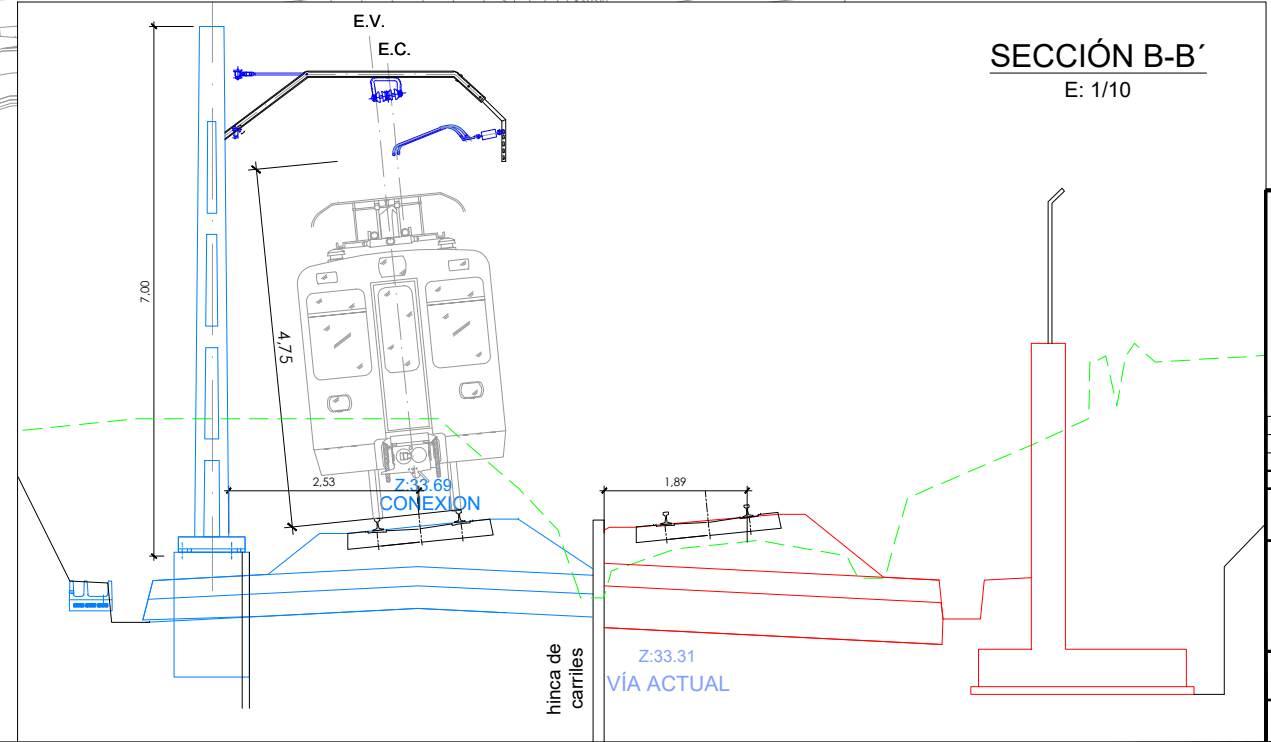 E.V.
E.C.
SECCIÓN B-B´
E: 1/10
7,00
4,75
2,53
Z:33.69
CONEXION
1,89
hinca de
carriles
Z:33.31
VÍA ACTUAL